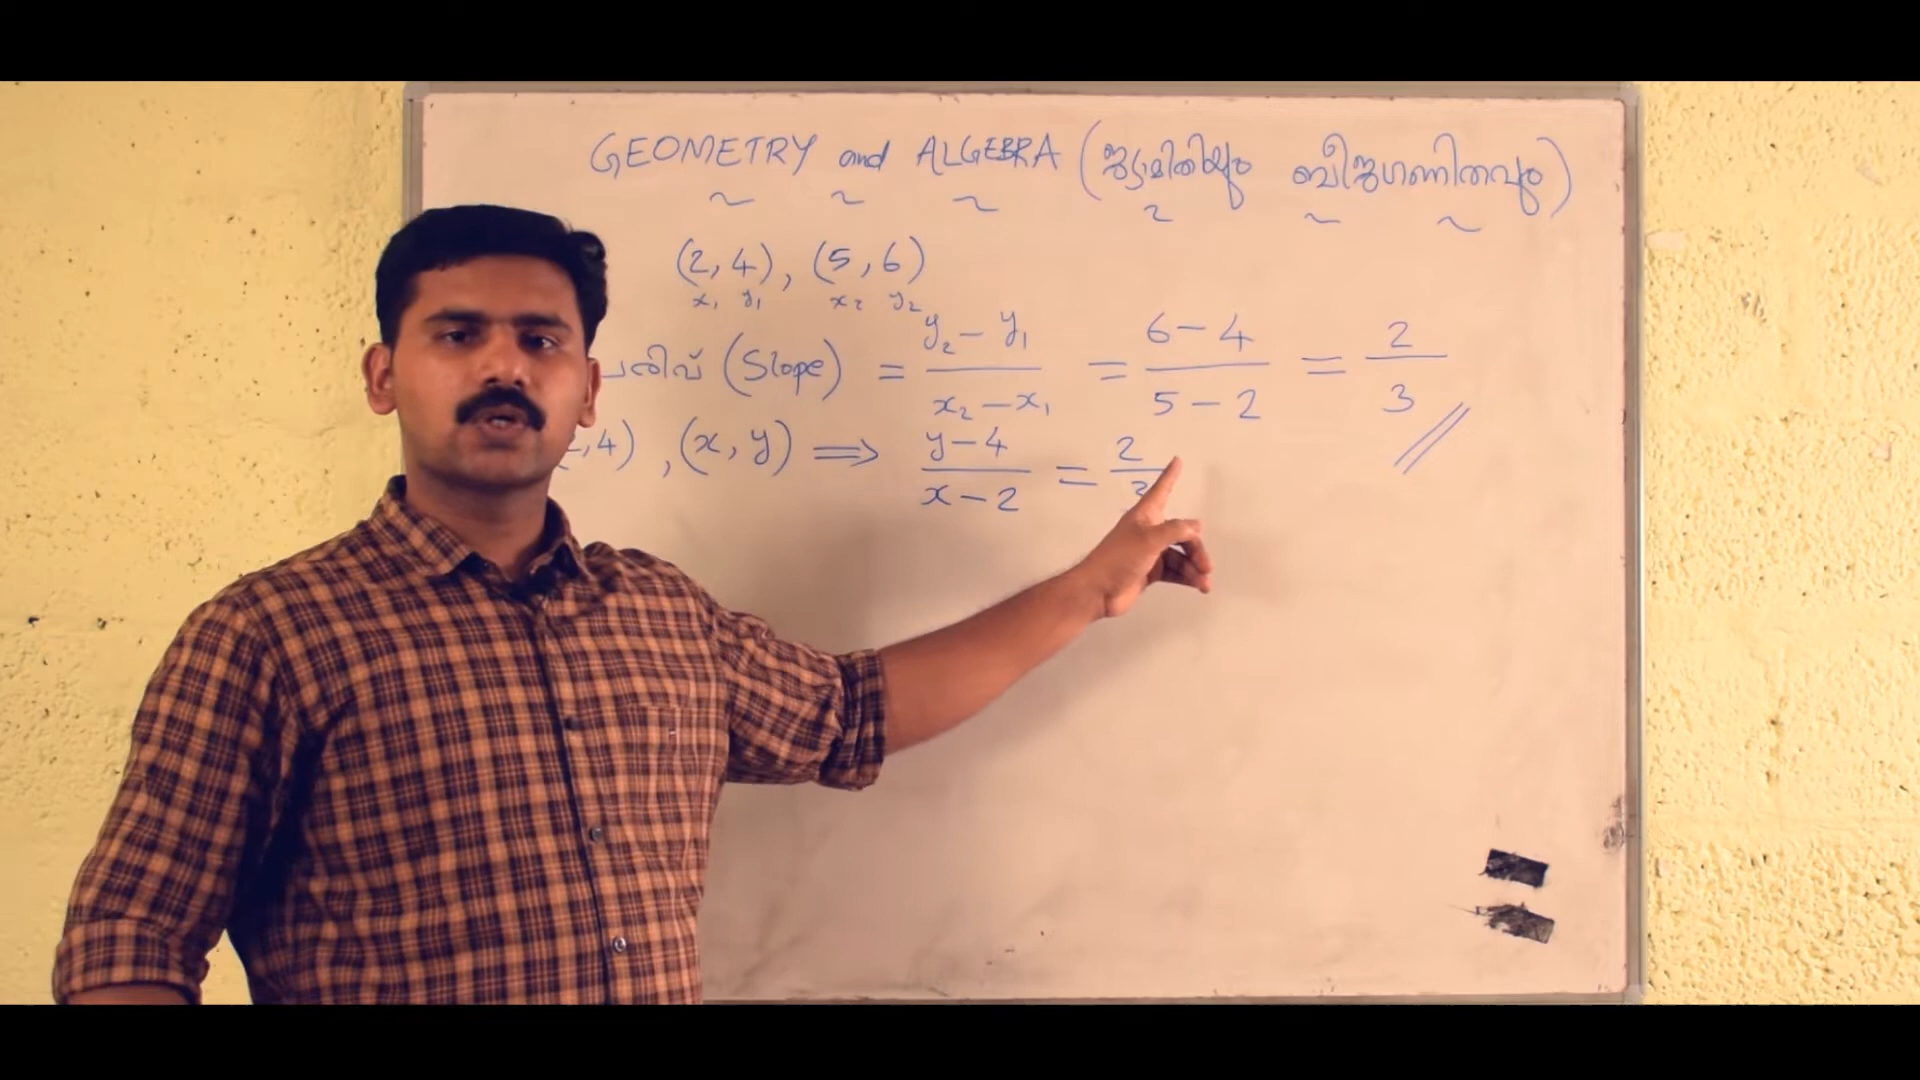 GEOMETRY and ALGEBRA (ജ്യാമിതിയും ബീജഗണിതവും)
(2, 4), (5, 6)
x₁ y₁ x₂ y₂
(Slope) = y₂ – y₁ / x₂ – x₁ = 6 – 4 / 5 – 2 = 2 / 3
,4), (x, y) ⟹ y – 4 / x – 2 = 2 / 3